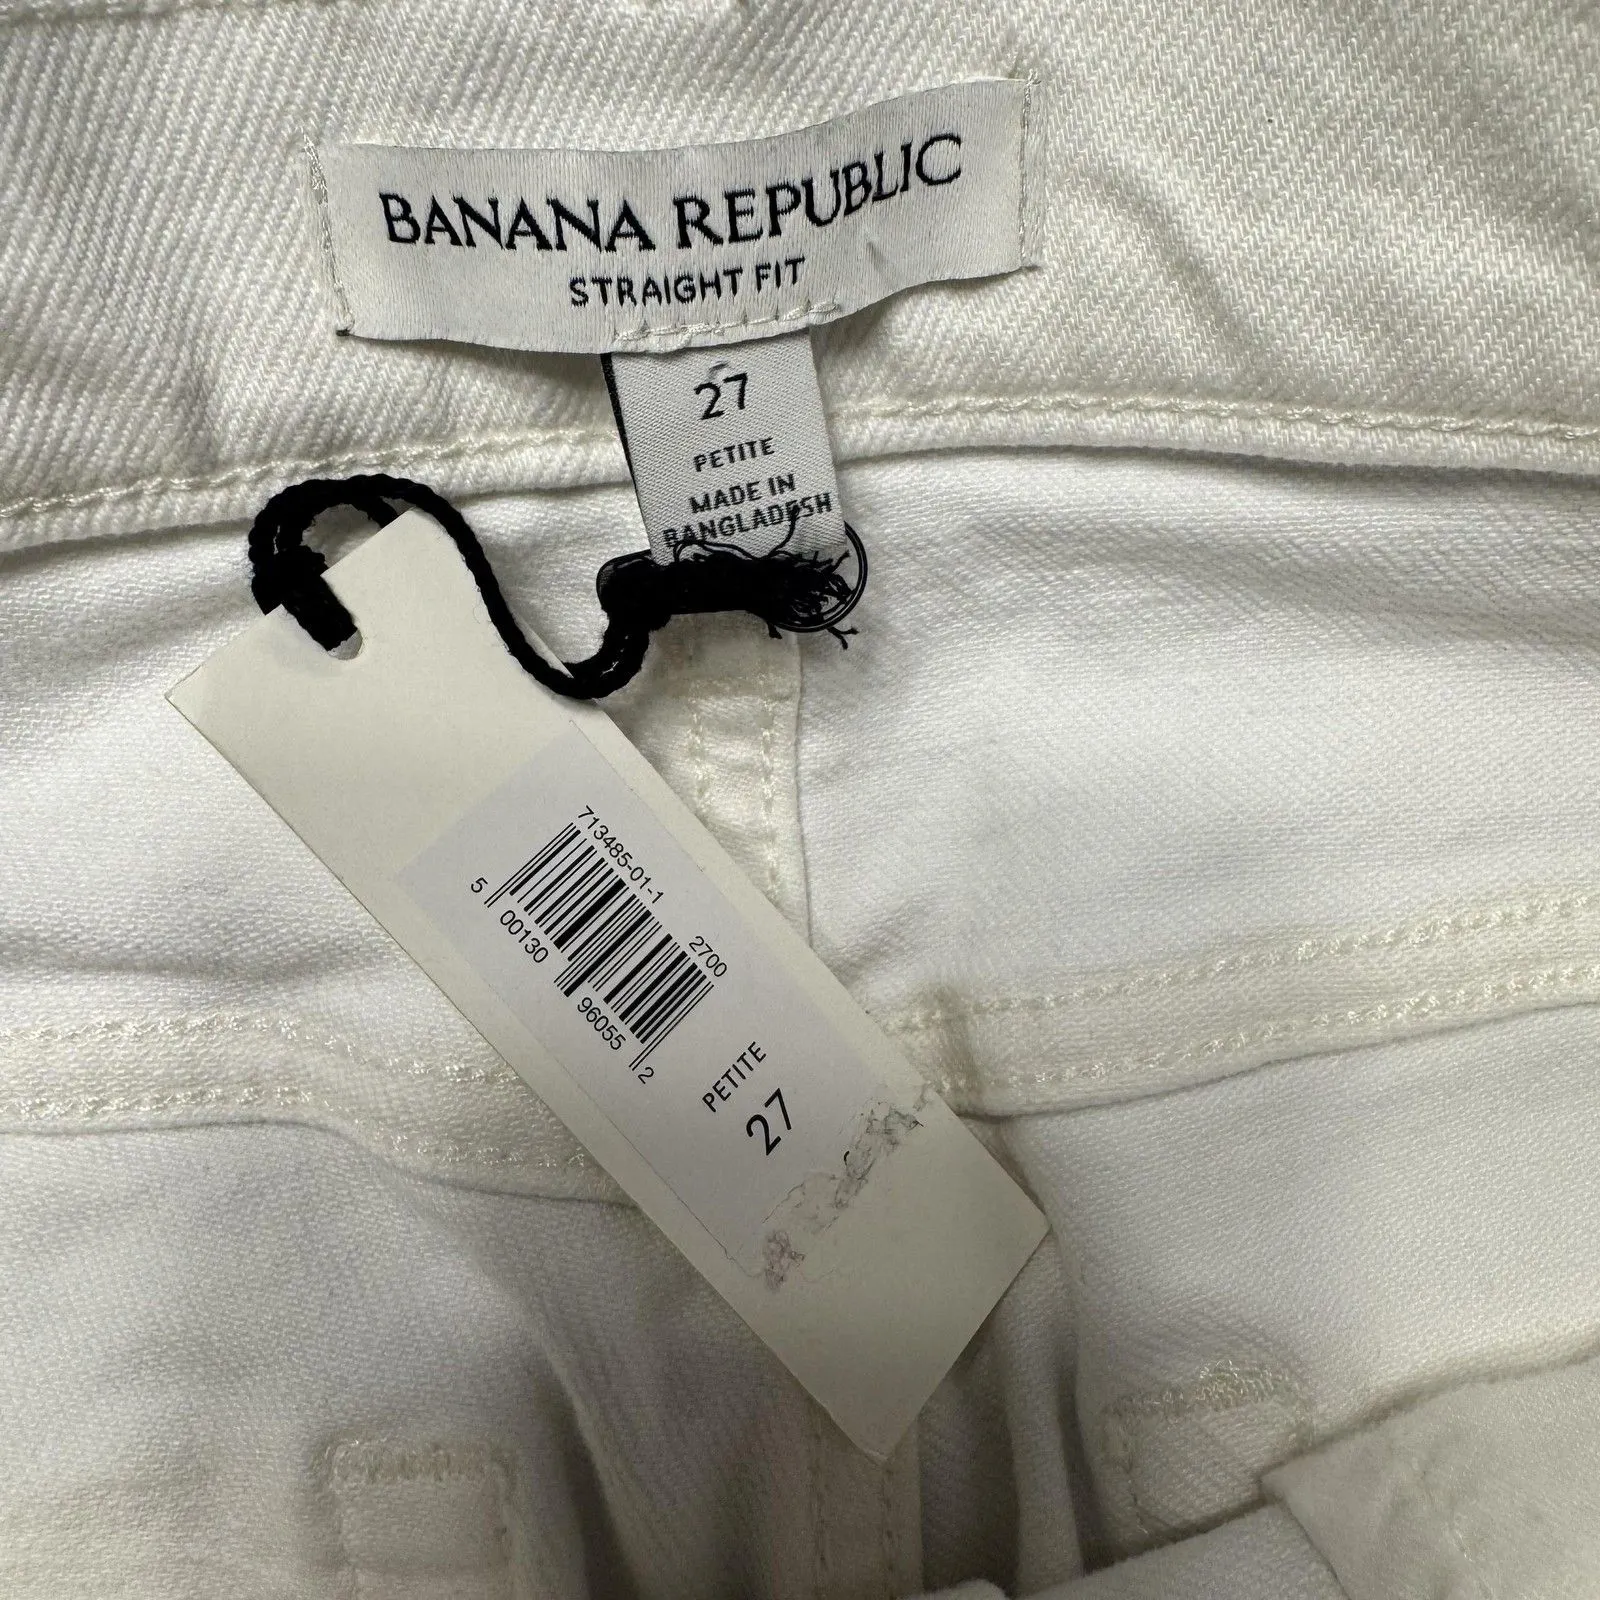 BANANA REPUBLIC
STRAIGHT FIT
27
PETITE
MADE IN
BANGLADESH
713485-01-1
2700
5 00130 96055 2
PETITE
27